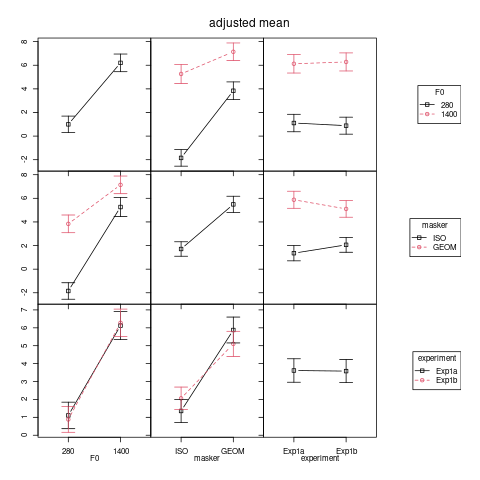 adjusted mean
8
6
4
2
0
-2
F0
280
1400
8
6
4
2
0
-2
masker
ISO
GEOM
7
6
5
4
3
2
1
0
experiment
Exp1a
Exp1b
280 1400 ISO GEOM Exp1a Exp1b
F0 masker experiment